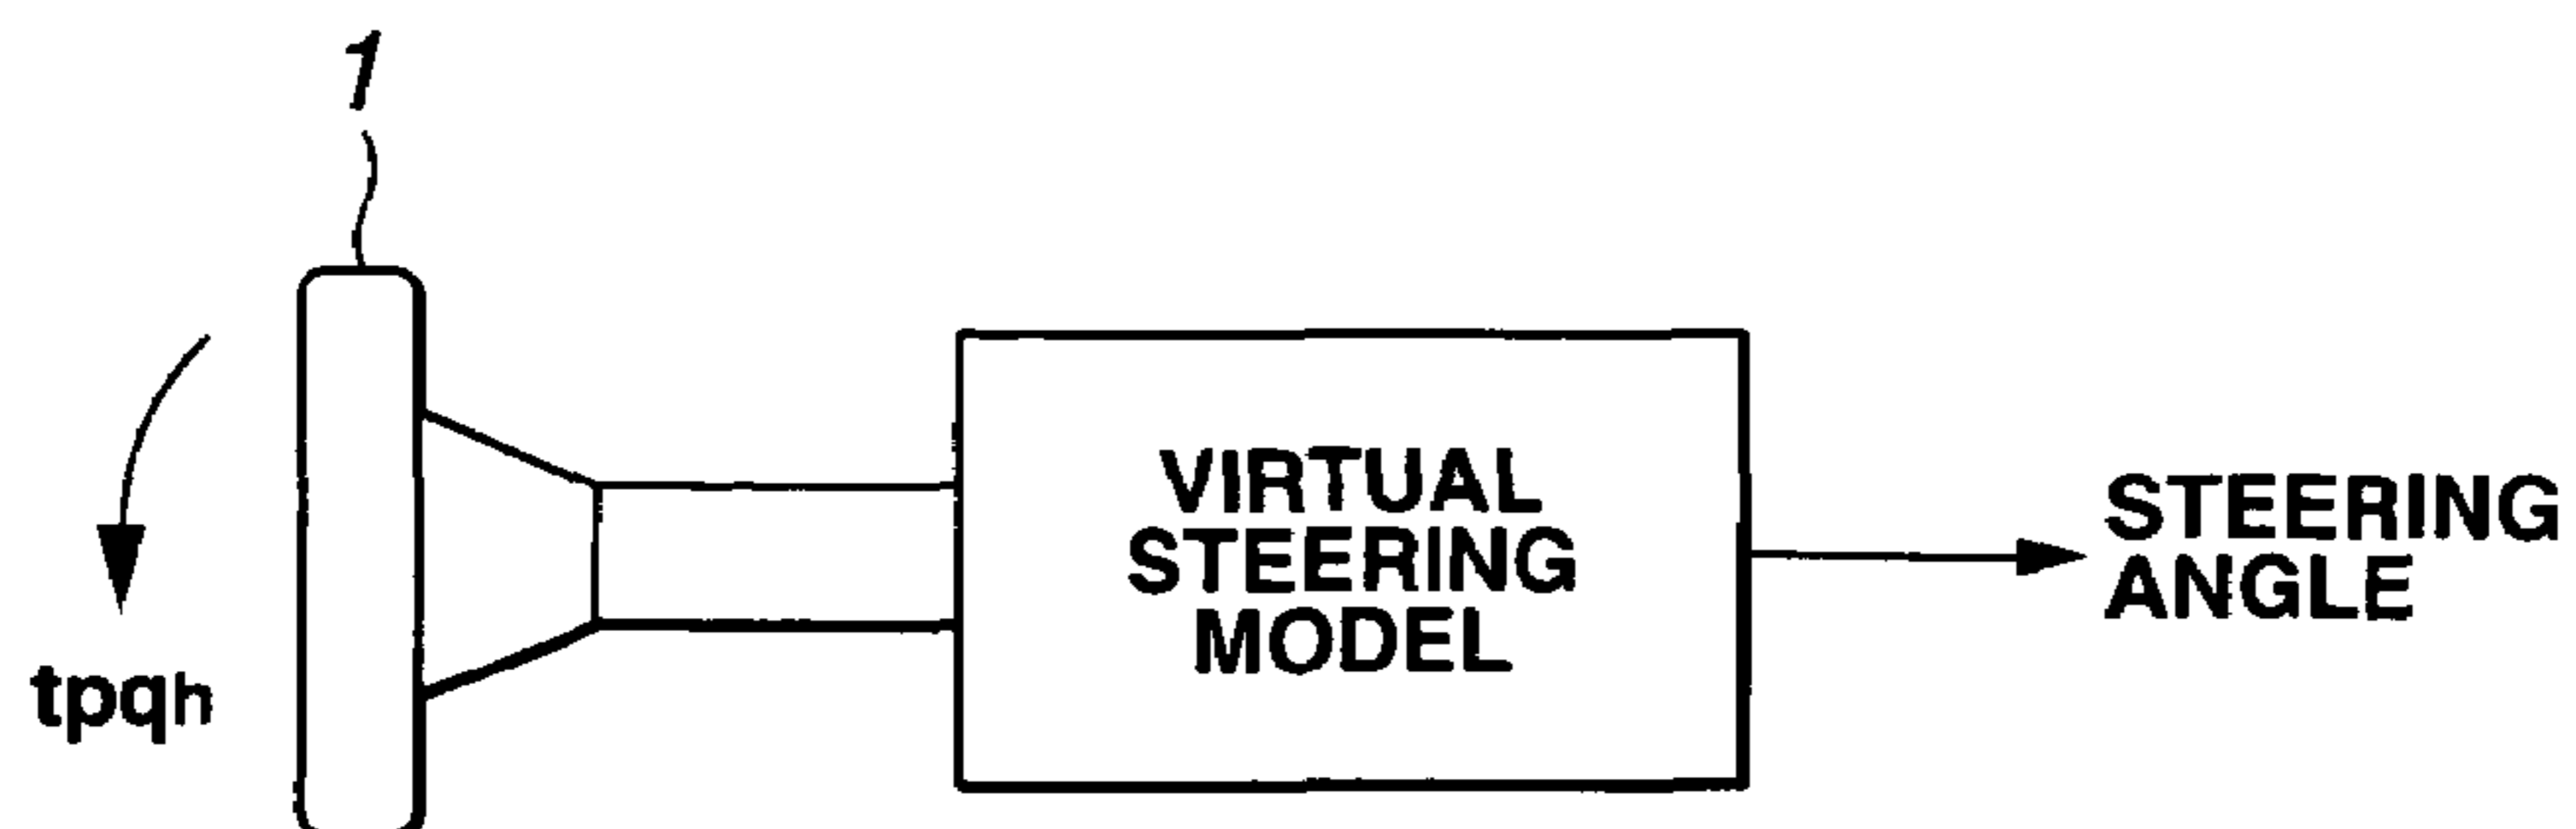 1
VIRTUAL
STEERING
MODEL
STEERING
ANGLE
tpqh